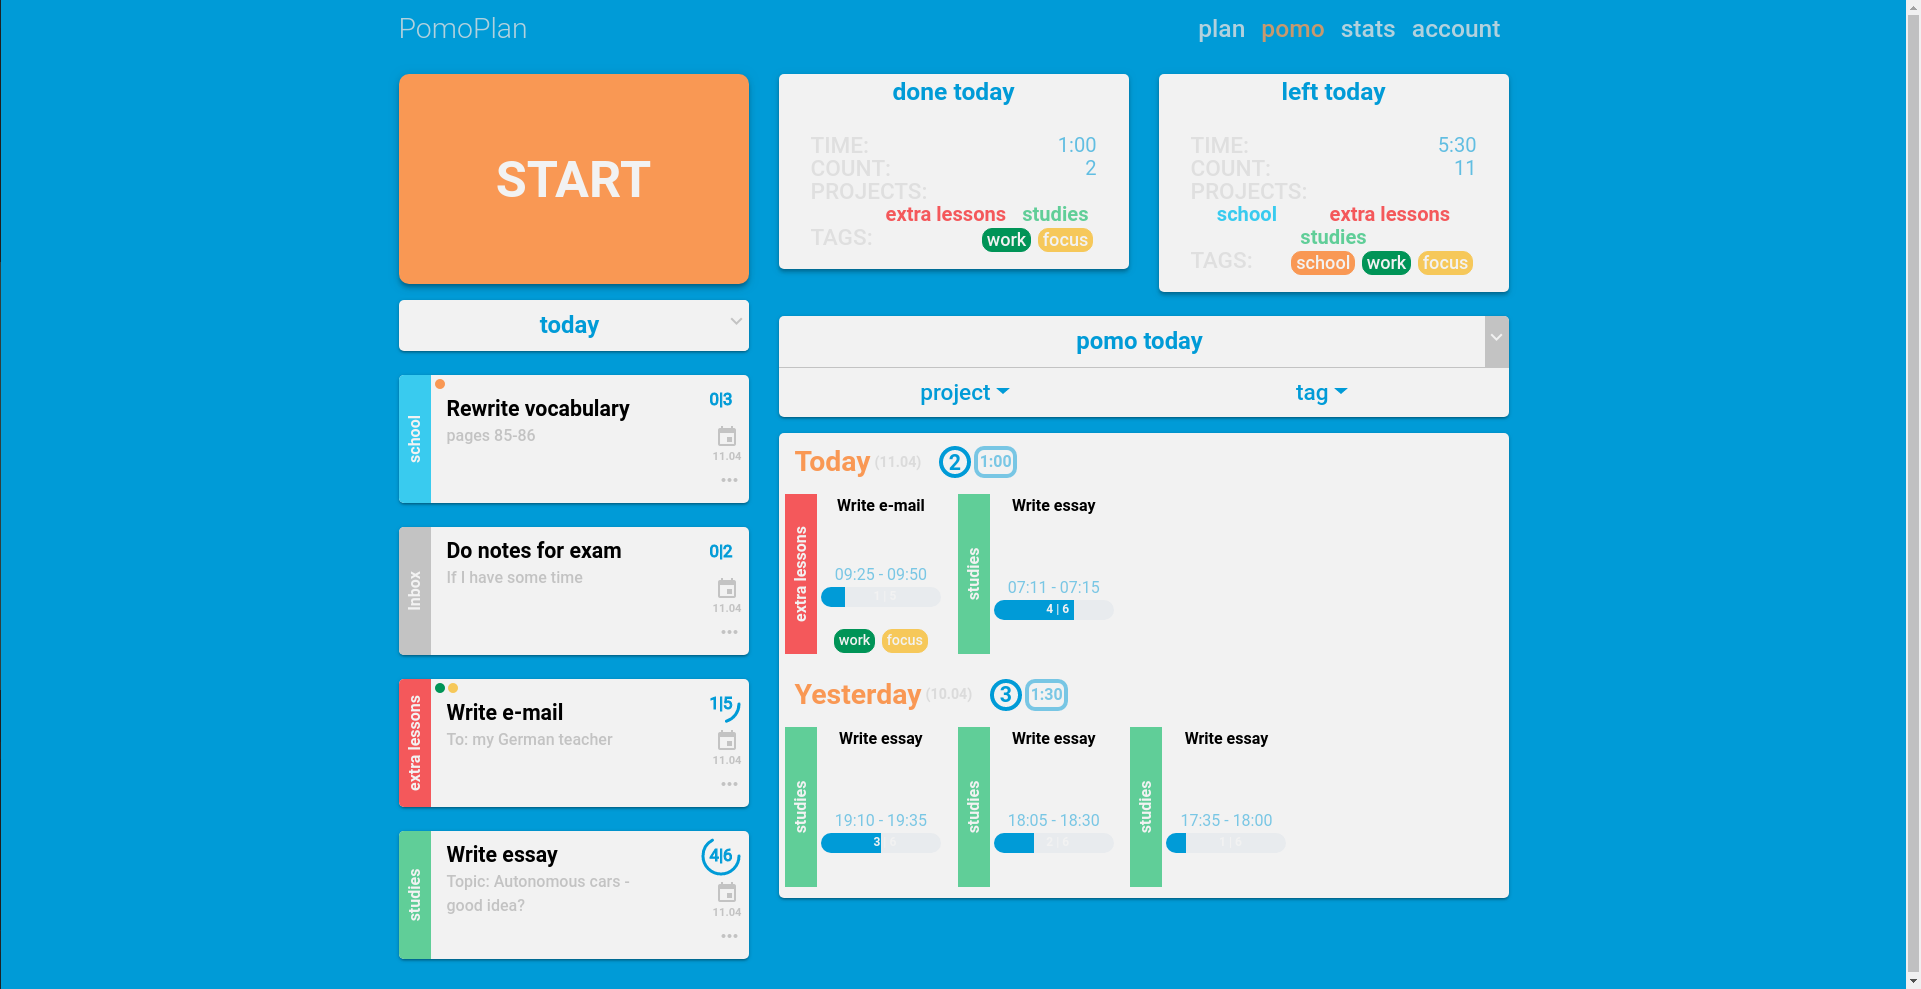 PomoPlan
plan pomo stats account
START
done today
TIME: 1:00
COUNT: 2
PROJECTS:
extra lessons studies
TAGS: work focus
left today
TIME: 5:30
COUNT: 11
PROJECTS:
school extra lessons
studies
TAGS: school work focus
today
school
Rewrite vocabulary
pages 85-86
0|3
11.04
Inbox
Do notes for exam
If I have some time
0|2
11.04
extra lessons
Write e-mail
To: my German teacher
1|5
11.04
studies
Write essay
Topic: Autonomous cars -
good idea?
4|6
11.04
pomo today
project tag
Today (11.04) 2 1:00
extra lessons
Write e-mail
09:25 - 09:50
1 | 5
work focus
studies
Write essay
07:11 - 07:15
4 | 6
Yesterday (10.04) 3 1:30
studies
Write essay
19:10 - 19:35
3 | 6
studies
Write essay
18:05 - 18:30
2 | 6
studies
Write essay
17:35 - 18:00
1 | 6